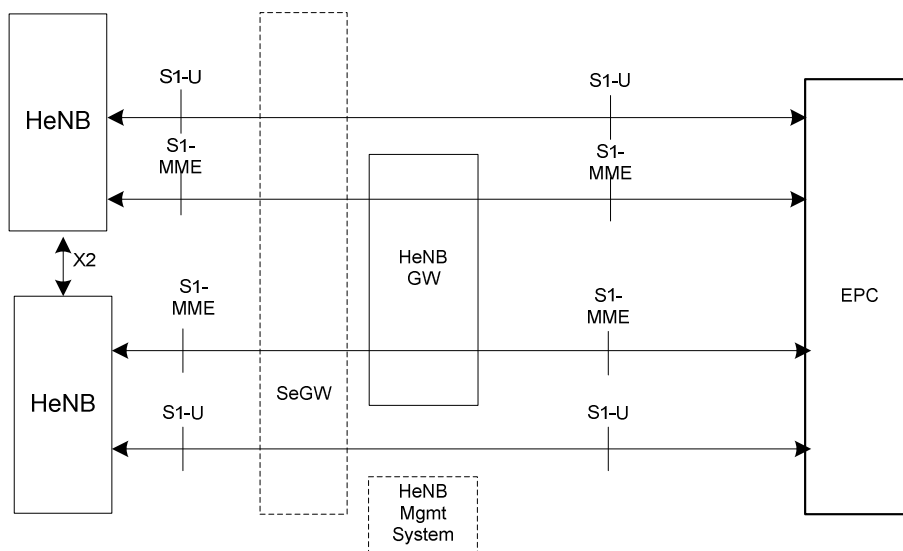 S1-U
S1-U
HeNB
S1-
MME
S1-
MME
HeNB
GW
X2
S1-
MME
S1-
MME
EPC
HeNB
SeGW
S1-U
S1-U
HeNB
Mgmt
System